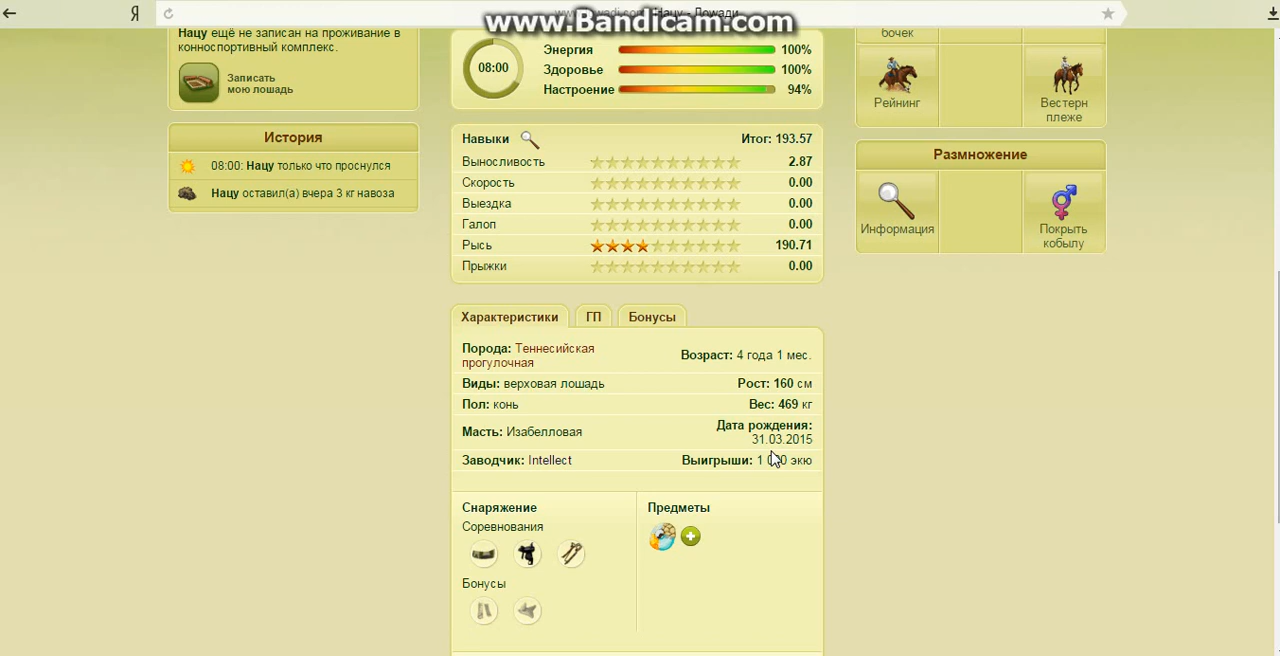 Я
Нацу - Лошади
www.Bandicam.com
Нацу ещё не записан на проживание в
конноспортивный комплекс.
Записать
мою лошадь
История
08:00: Нацу только что проснулся
Нацу оставил(а) вчера 3 кг навоза
08:00
Энергия 100%
Здоровье 100%
Настроение 94%
Навыки Итог: 193.57
Выносливость 2.87
Скорость 0.00
Выездка 0.00
Галоп 0.00
Рысь 190.71
Прыжки 0.00
Характеристики ГП Бонусы
Порода: Теннесийская
прогулочная
Возраст: 4 года 1 мес.
Виды: верховая лошадь Рост: 160 см
Пол: конь Вес: 469 кг
Масть: Изабелловая
Дата рождения:
31.03.2015
Заводчик: Intellect Выигрыши: 1 экю
Снаряжение
Соревнования
Бонусы
Предметы
бочек
Рейнинг
Вестерн
плеже
Размножение
Информация
Покрыть
кобылу